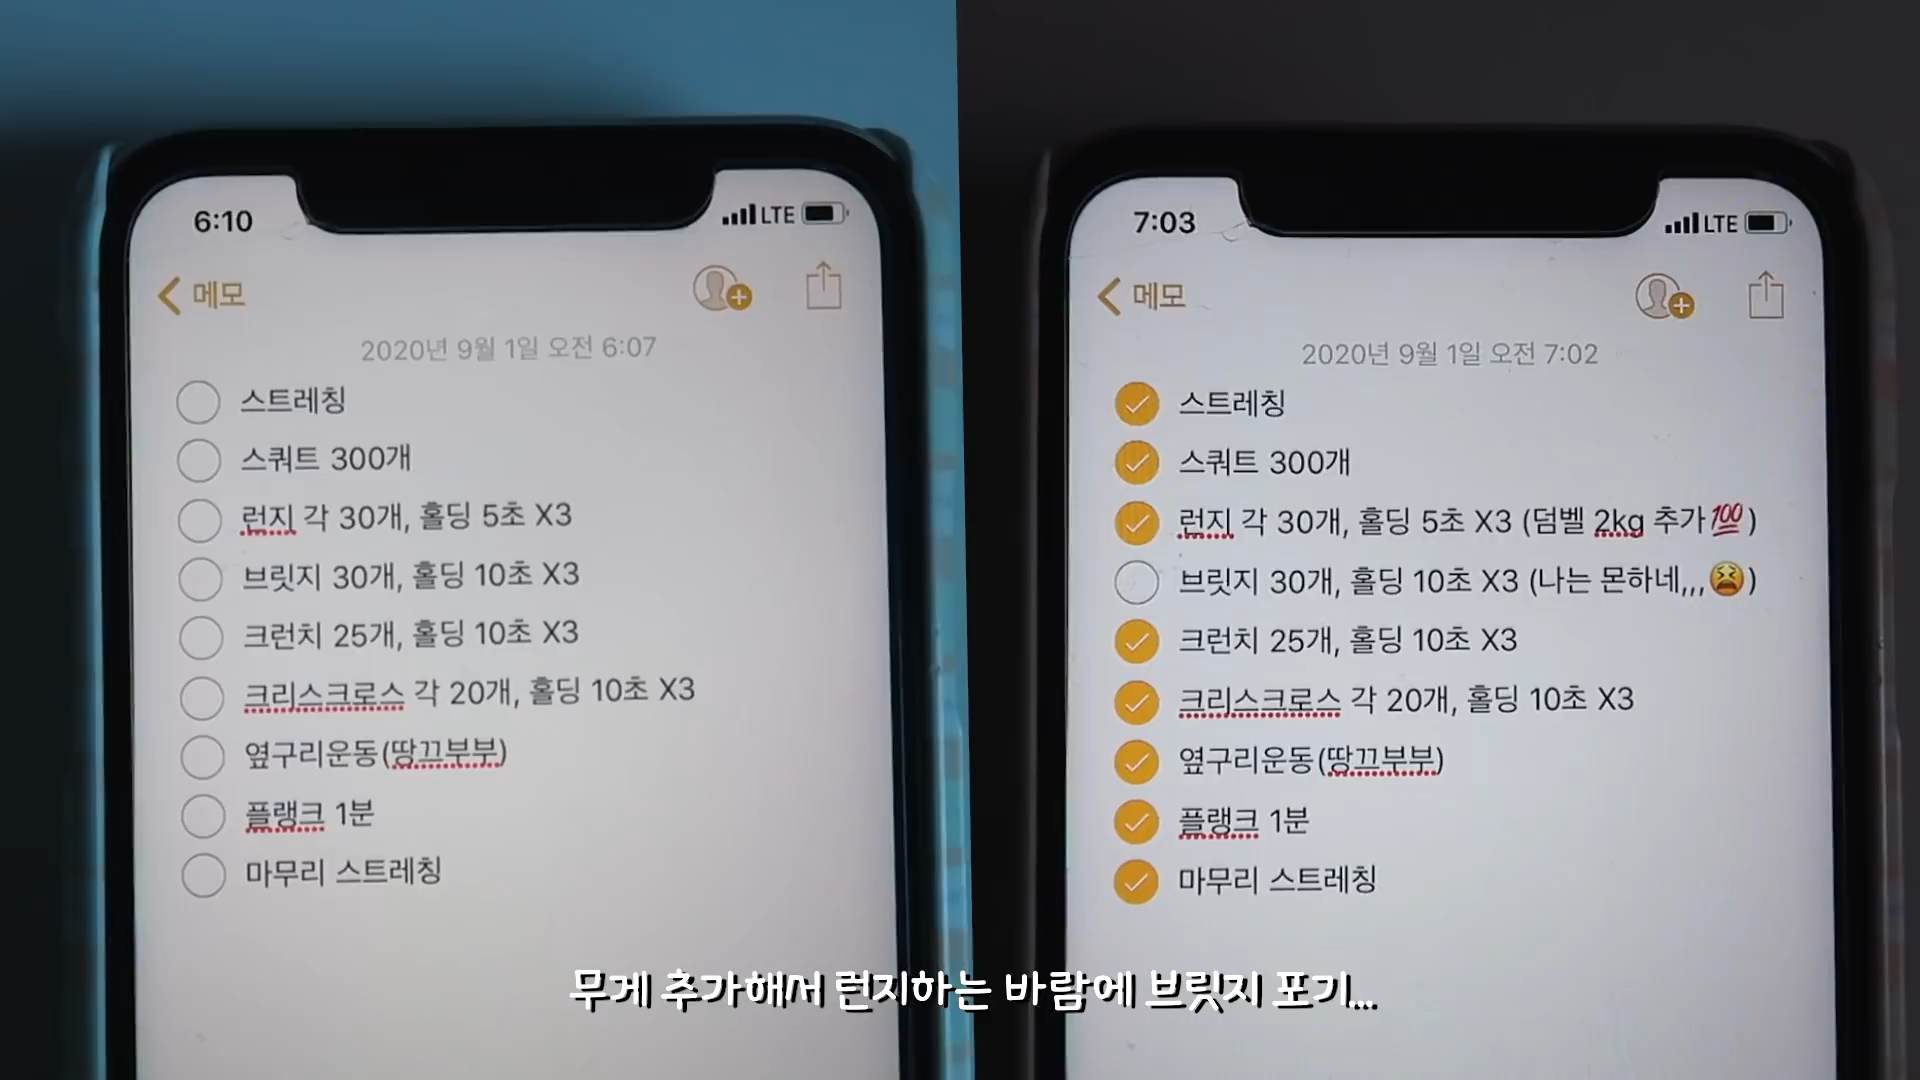 6:10
LTE
메모
2020년 9월 1일 오전 6:07
스트레칭
스쿼트 300개
런지 각 30개, 홀딩 5초 X3
브릿지 30개, 홀딩 10초 X3
크런치 25개, 홀딩 10초 X3
크리스크로스 각 20개, 홀딩 10초 X3
옆구리운동(땅끄부부)
플랭크 1분
마무리 스트레칭
7:03
LTE
메모
2020년 9월 1일 오전 7:02
스트레칭
스쿼트 300개
런지 각 30개, 홀딩 5초 X3 (덤벨 2kg 추가💯)
브릿지 30개, 홀딩 10초 X3 (나는 몬하네,,,😫)
크런치 25개, 홀딩 10초 X3
크리스크로스 각 20개, 홀딩 10초 X3
옆구리운동(땅끄부부)
플랭크 1분
마무리 스트레칭
무게 추가해서 런지하는 바람에 브릿지 포기...